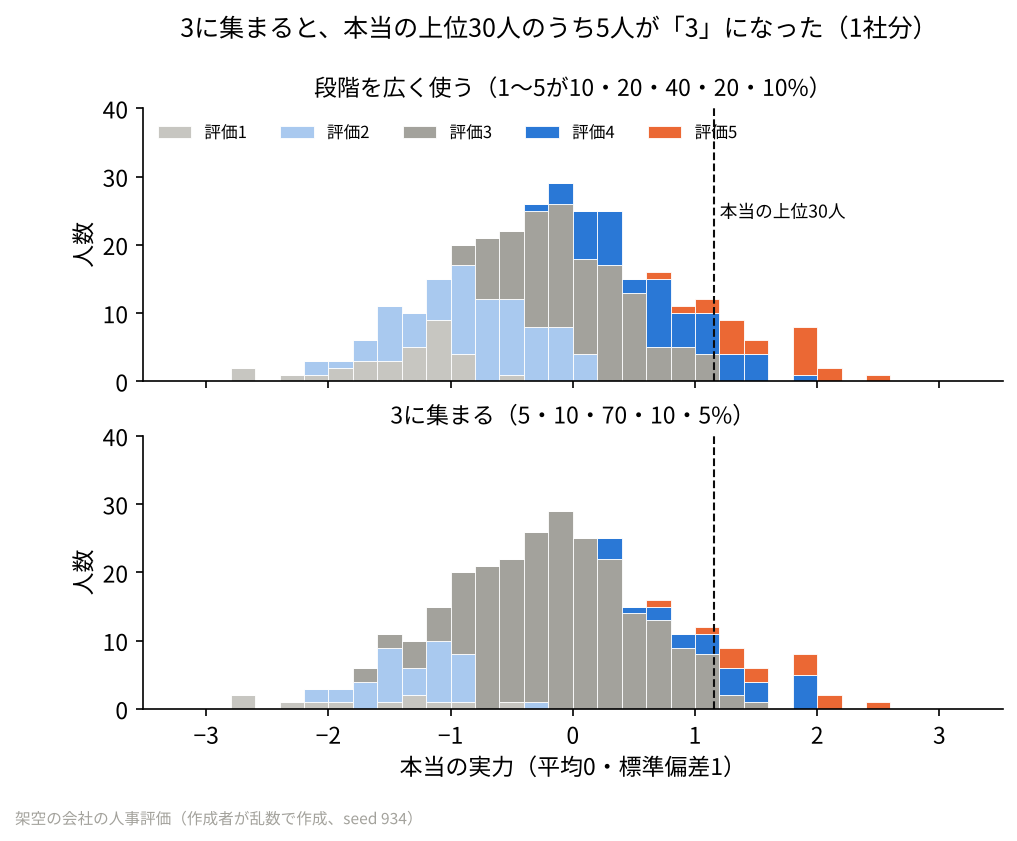 3に集まると、本当の上位30人のうち5人が「3」になった（1社分）
段階を広く使う（1～5が10・20・40・20・10%）
評価1 評価2 評価3 評価4 評価5
本当の上位30人
人数
40
30
20
10
0
3に集まる（5・10・70・10・5%）
人数
40
30
20
10
0
−3 −2 −1 0 1 2 3
本当の実力（平均0・標準偏差1）
架空の会社の人事評価（作成者が乱数で作成、seed 934）